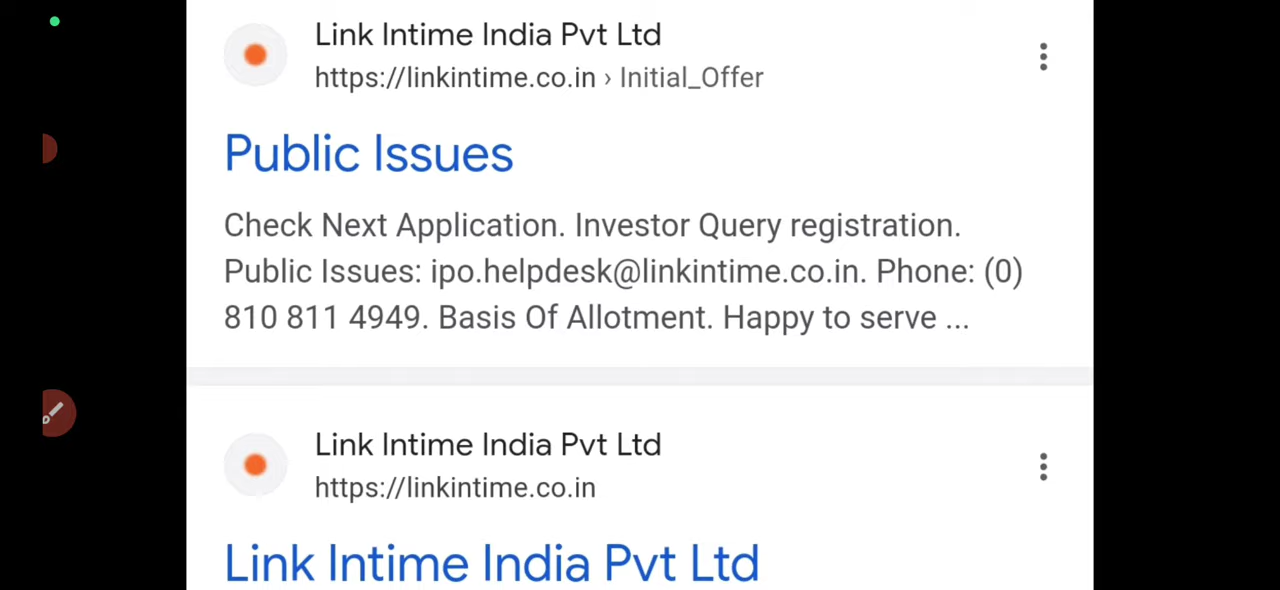 Link Intime India Pvt Ltd
https://linkintime.co.in › Initial_Offer
Public Issues
Check Next Application. Investor Query registration.
Public Issues: ipo.helpdesk@linkintime.co.in. Phone: (0)
810 811 4949. Basis Of Allotment. Happy to serve ...
Link Intime India Pvt Ltd
https://linkintime.co.in
Link Intime India Pvt Ltd